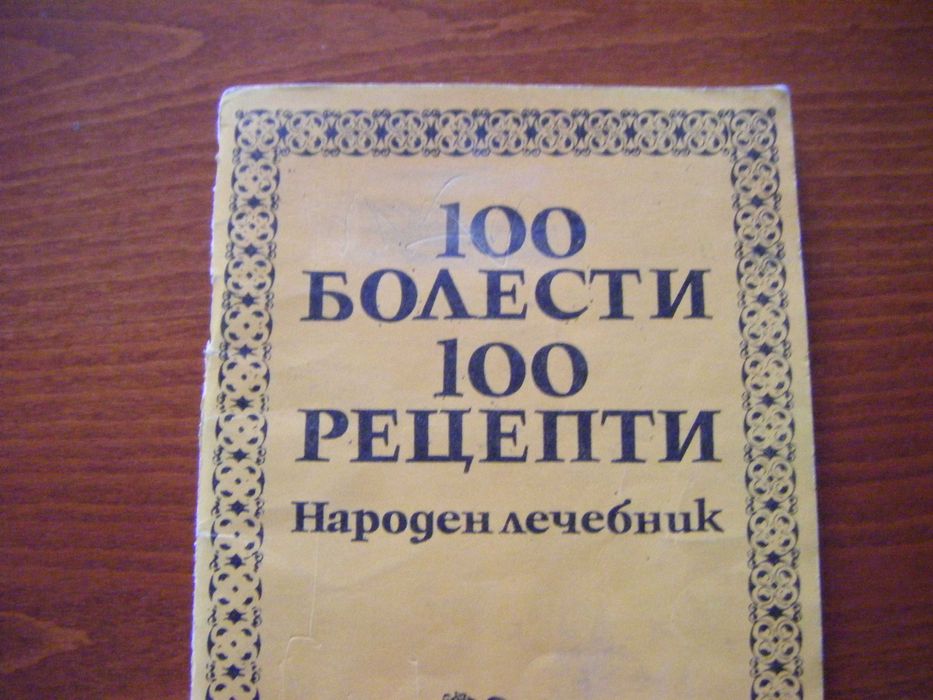 100
БОЛЕСТИ
100
РЕЦЕПТИ
Народен лечебник